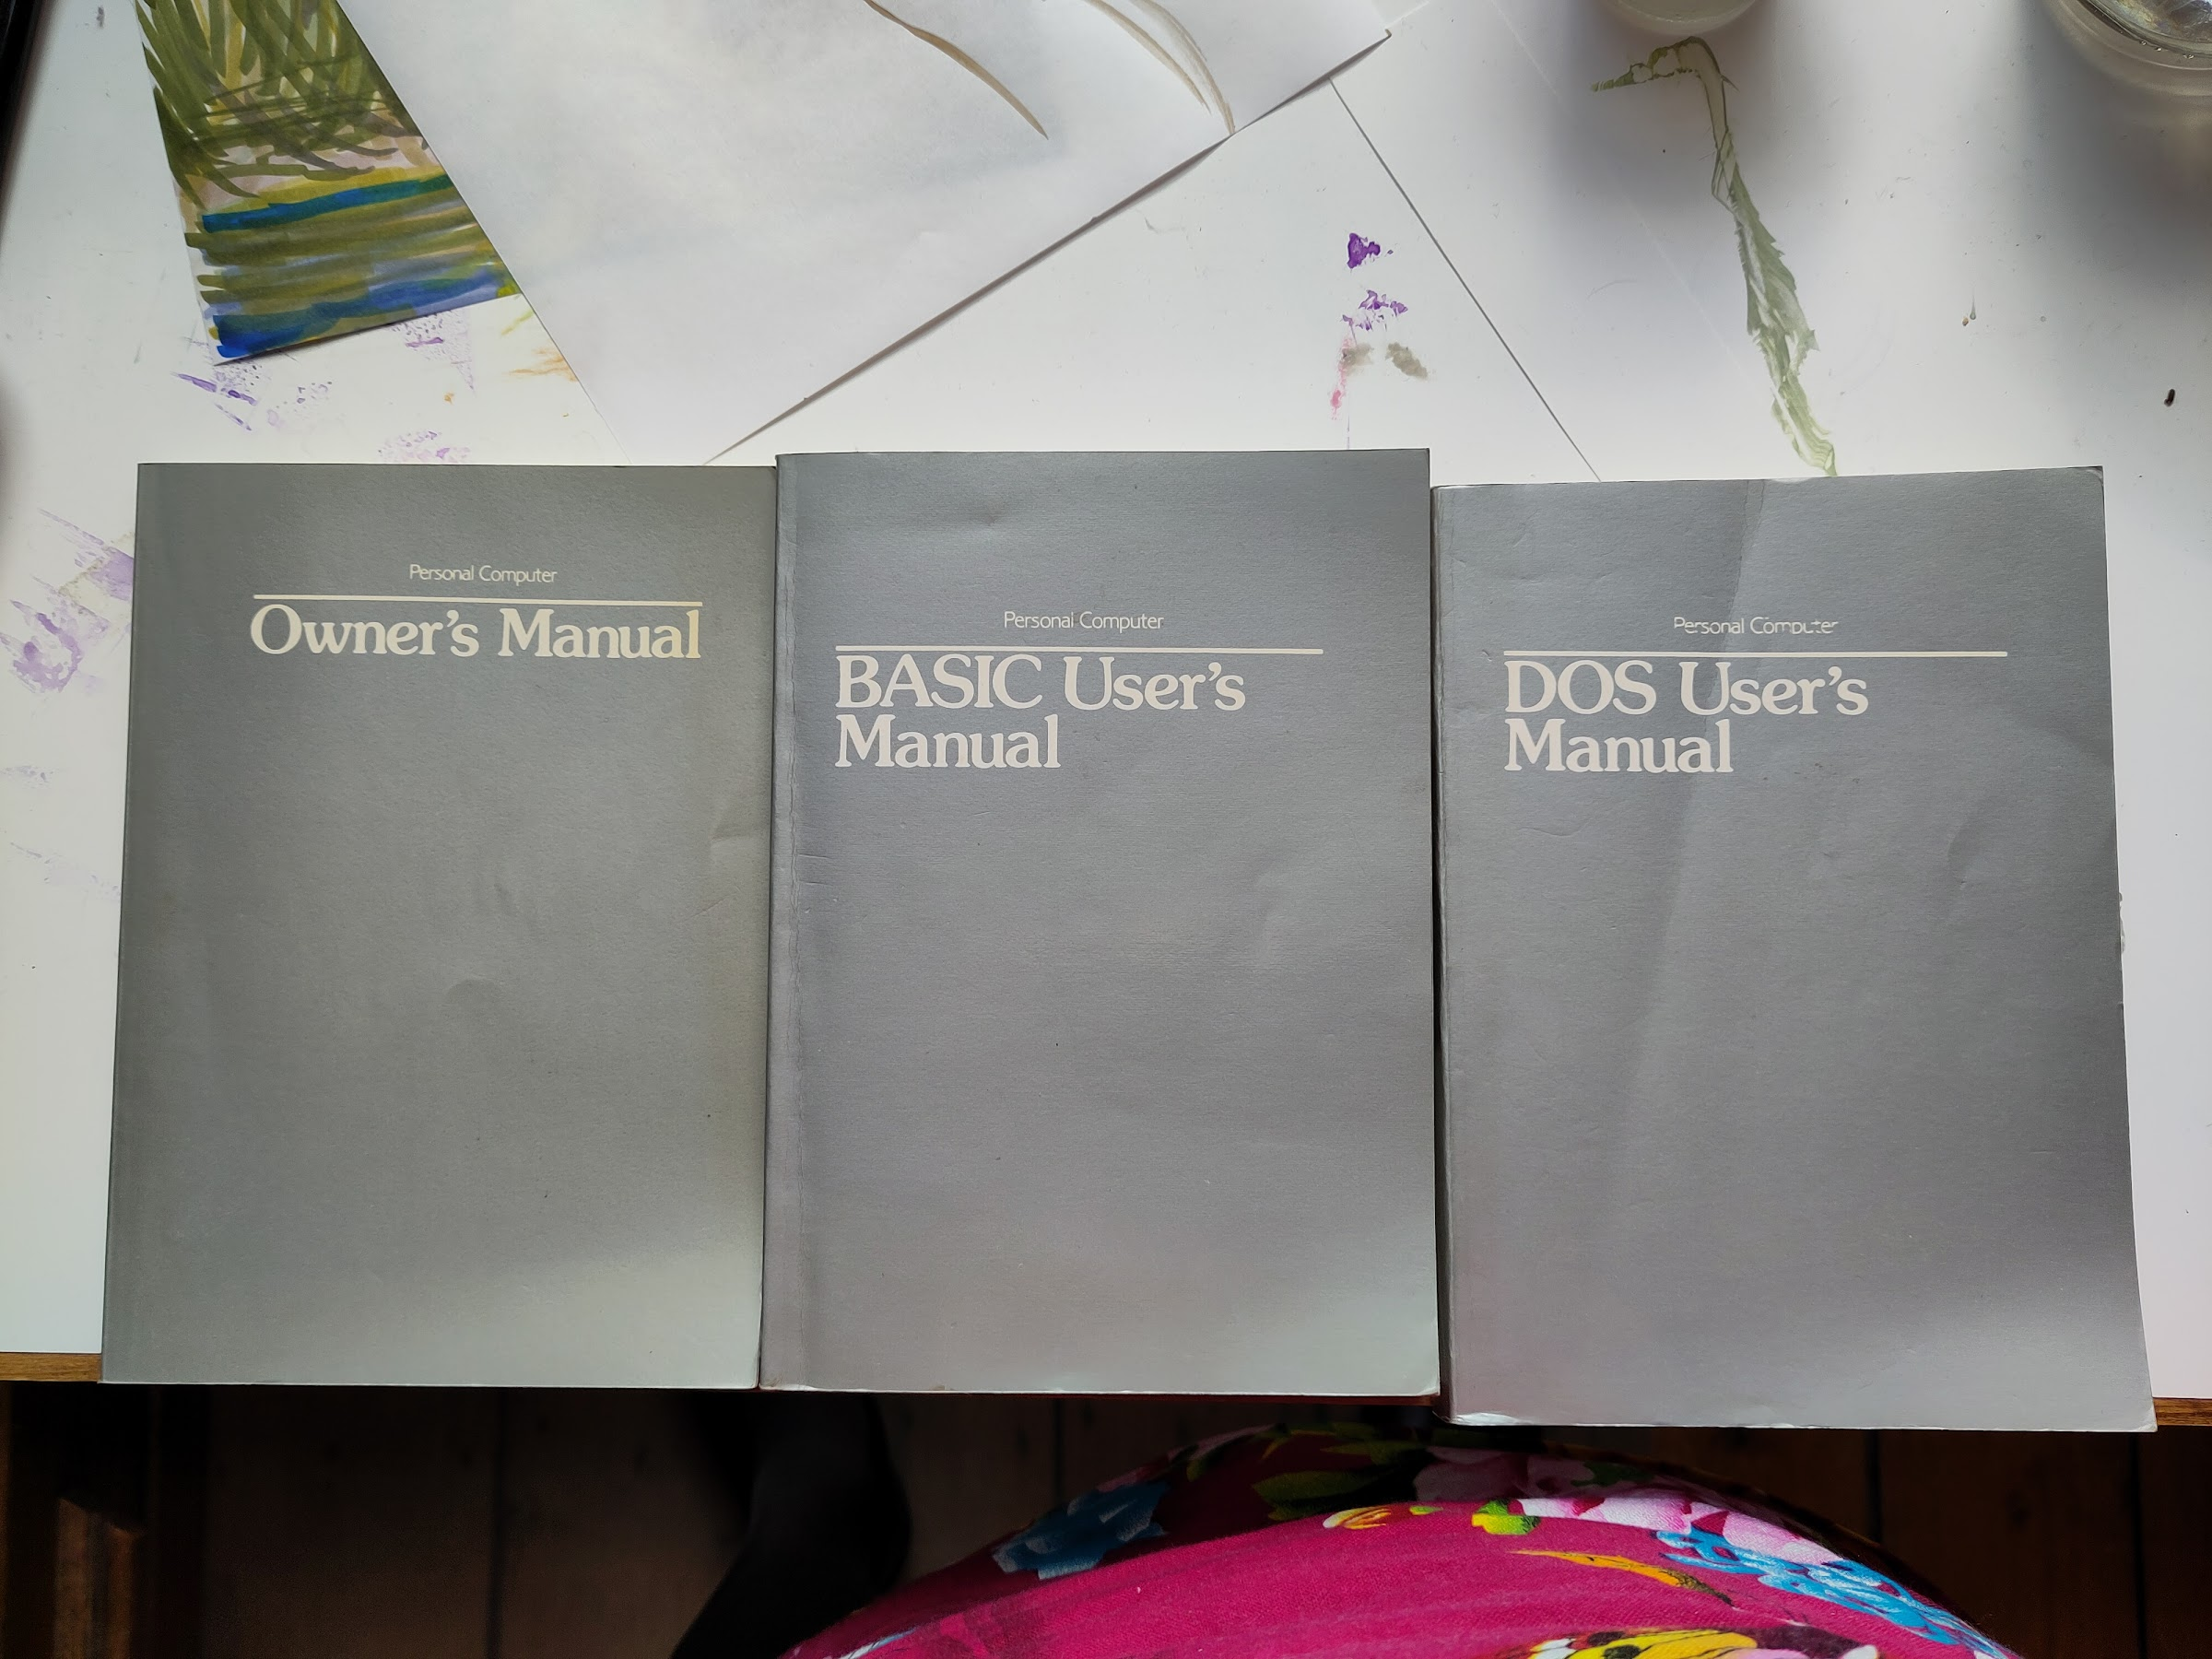 Personal Computer
Owner's Manual
Personal Computer
BASIC User's
Manual
Personal Computer
DOS User's
Manual